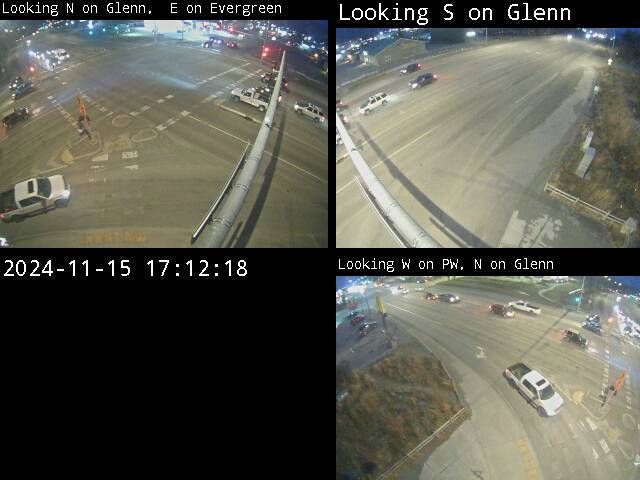 Looking N on Glenn,  E on Evergreen
Looking S on Glenn
2024-11-15 17:12:18
Looking W on PW, N on Glenn